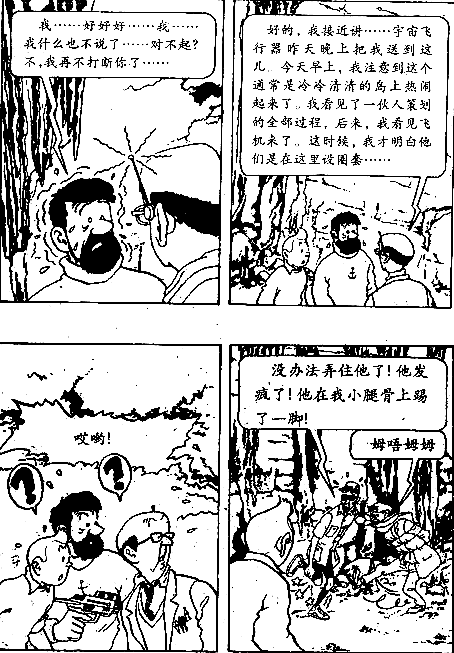 我……好好好……我……
我什么也不说了……对不起？
不，我再不打断你了……
好的，我接近讲……宇宙飞
行器昨天晚上把我送到这
儿。今天早上，我注意到这个
通常是冷冷清清的岛上热闹
起来了。我看见了一伙人策划
的全部过程，后来，我看见飞
机来了。这时候，我才明白他
们是在这里设圈套……
哎哟！
？
？
没办法弄住他了！他发
疯了！他在我小腿骨上踢
了一脚！
姆唔姆姆